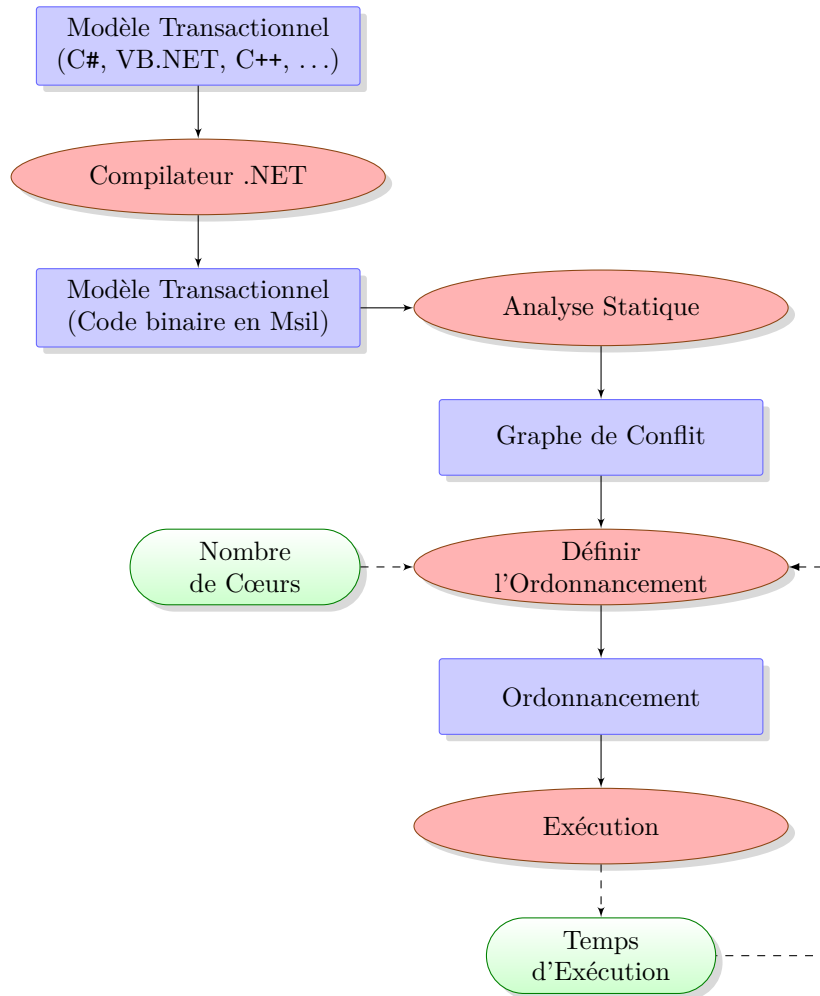 Modèle Transactionnel
(C#, VB.NET, C++, ...)
Compilateur .NET
Modèle Transactionnel
(Code binaire en Msil)
Analyse Statique
Graphe de Conflit
Nombre
de Cœurs
Définir
l'Ordonnancement
Ordonnancement
Exécution
Temps
d'Exécution